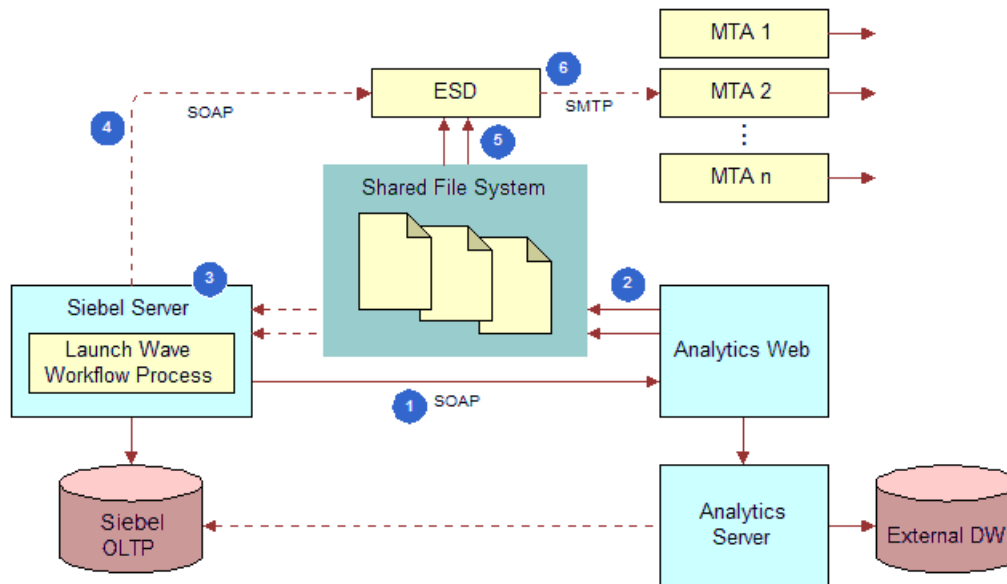 MTA 1
6
ESD
SMTP
MTA 2
SOAP
4
5
MTA n
Shared File System
3
2
Siebel Server
Launch Wave
Workflow Process
Analytics Web
1
SOAP
Siebel
OLTP
Analytics
Server
External DW